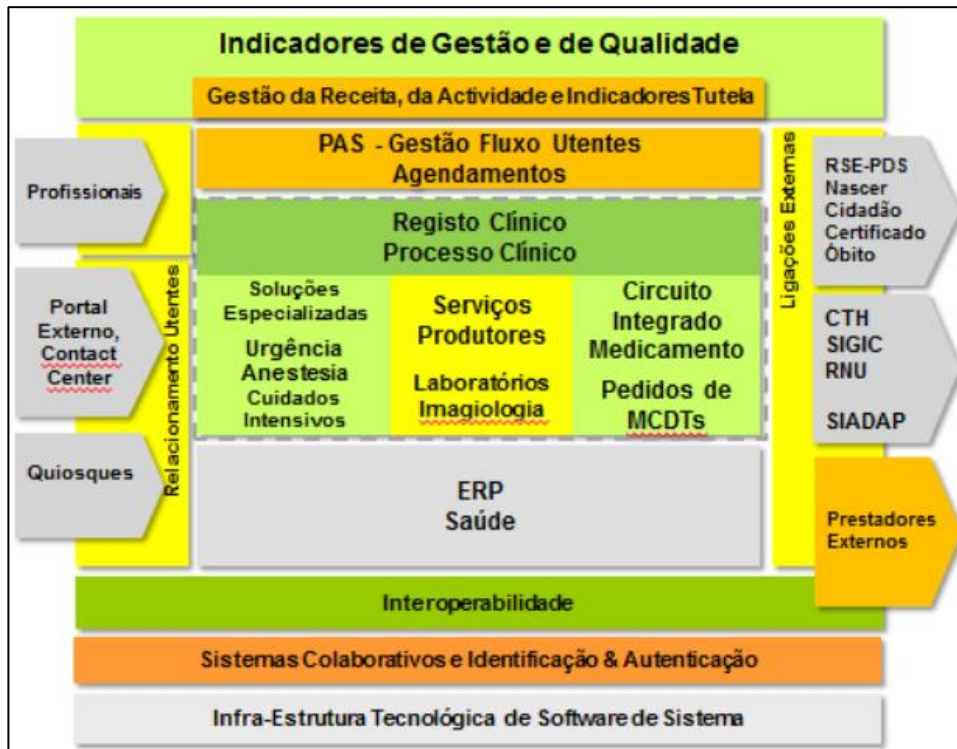 Indicadores de Gestão e de Qualidade
Gestão da Receita, da Actividade e Indicadores Tutela
PAS - Gestão Fluxo Utentes
Agendamentos
Profissionais
Portal
Externo,
Contact
Center
Quiosques
Relacionamento Utentes
Registo Clínico
Processo Clínico
Soluções
Especializadas
Urgência
Anestesia
Cuidados
Intensivos
Serviços
Produtores
Laboratórios
Imagiologia
Circuito
Integrado
Medicamento
Pedidos de
MCDTs
ERP
Saúde
Ligações Externas
RSE-PDS
Nascer
Cidadão
Certificado
Óbito
CTH
SIGIC
RNU
SIADAP
Prestadores
Externos
Interoperabilidade
Sistemas Colaborativos e Identificação & Autenticação
Infra-Estrutura Tecnológica de Software de Sistema